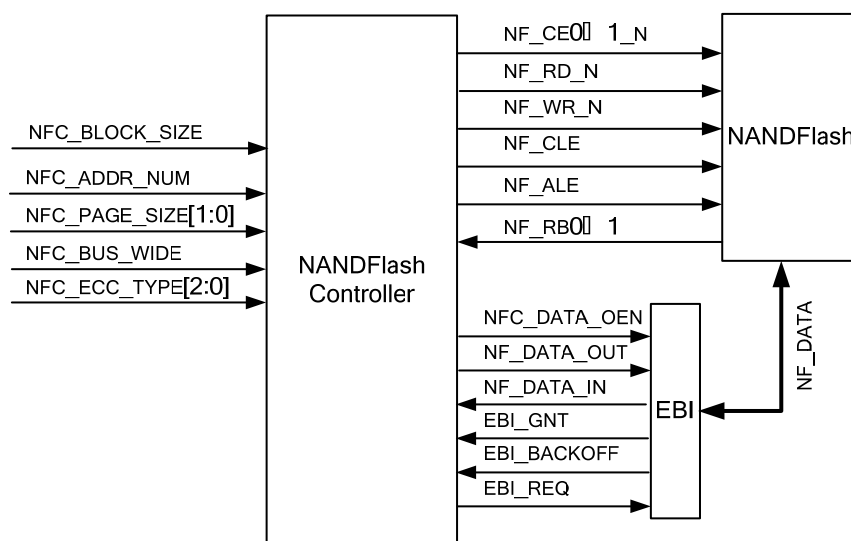 NF_CE0▯ 1_N
NF_RD_N
NF_WR_N
NF_CLE
NF_ALE
NF_RB0▯ 1
NANDFlash
NFC_BLOCK_SIZE
NFC_ADDR_NUM
NFC_PAGE_SIZE[1:0]
NFC_BUS_WIDE
NFC_ECC_TYPE[2:0]
NANDFlash
Controller
NFC_DATA_OEN
NF_DATA_OUT
NF_DATA_IN
EBI_GNT
EBI_BACKOFF
EBI_REQ
EBI
NF_DATA